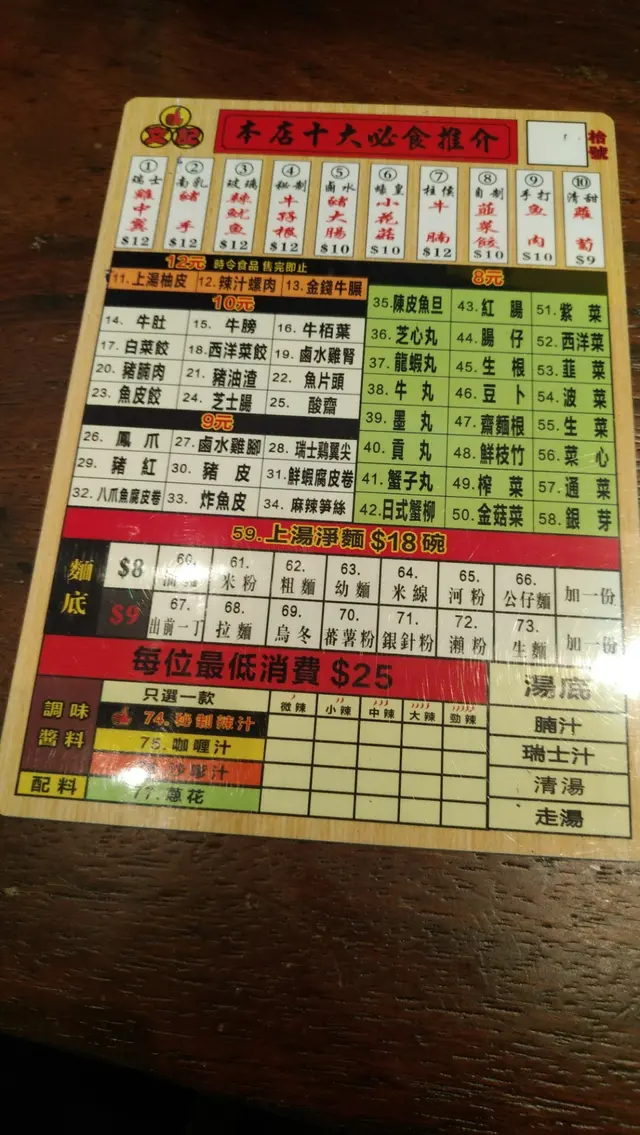 文記
本店十大必食推介
枱號
① 瑞士雞中翼 $12
② 南乳豬手 $12
③ 玻璃辣魷魚 $12
④ 秘制牛孖根 $12
⑤ 鹵水豬大腸 $10
⑥ 小花菇 $10
⑦ 柱侯牛腩 $12
⑧ 自制韮菜餃 $10
⑨ 手打魚肉 $10
⑩ 清甜蘿蔔 $9
12元 時令食品 售完即止
11.上湯柚皮 12.辣汁螺肉 13.金錢牛𦟌
10元
14. 牛肚 15. 牛膀 16. 牛栢葉
17. 白菜餃 18.西洋菜餃 19. 鹵水雞腎
20. 豬腩肉 21. 豬油渣 22. 魚片頭
23. 魚皮餃 24. 芝士腸 25. 酸齋
9元
26. 鳳爪 27. 鹵水雞腳 28. 瑞士鷄翼尖
29. 豬紅 30. 豬皮 31.鮮蝦腐皮卷
32.八爪魚腐皮卷 33. 炸魚皮 34. 麻辣笋絲
8元
35.陳皮魚旦 43.紅腸 51.紫菜
36.芝心丸 44.腸仔 52.西洋菜
37.龍蝦丸 45.生根 53.韮菜
38.牛丸 46.豆卜 54.波菜
39.墨丸 47.齋麵根 55.生菜
40.貢丸 48.鮮枝竹 56.菜心
41.蟹子丸 49.榨菜 57.通菜
42.日式蟹柳 50.金菇菜 58.銀芽
59.上湯淨麵 $18碗
麵底
$8 60. 61. 米粉 62. 粗麵 63. 幼麵 64. 米線 65. 河粉 66. 公仔麵 加一份
$9 67. 出前一丁 68. 拉麵 69. 烏冬 70. 蕃薯粉 71. 銀針粉 72. 瀨粉 73. 生麵 加一份
每位最低消費 $25
湯底
腩汁
瑞士汁
清湯
走湯
調味醬料
只選一款 微辣 小辣 中辣 大辣 勁辣
74.秘制辣汁
75.咖喱汁
沙嗲汁
配料
77.蔥花